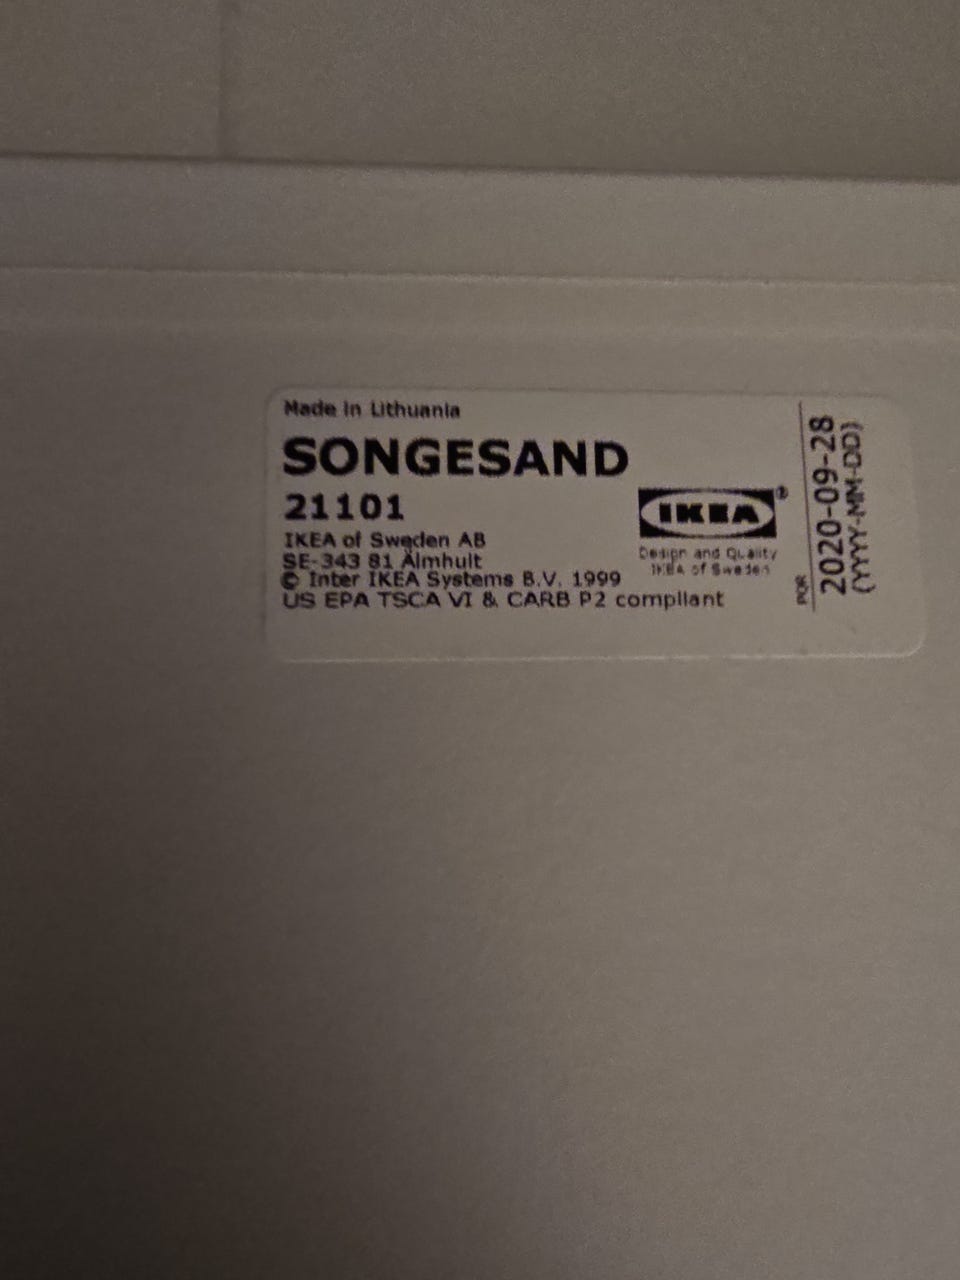 Made in Lithuania
SONGESAND
21101
IKEA of Sweden AB
SE-343 81 Älmhult
© Inter IKEA Systems B.V. 1999
US EPA TSCA VI & CARB P2 compliant
IKEA®
Design and Quality
IKEA of Sweden
PQR
2020-09-28
(YYYY-MM-DD)